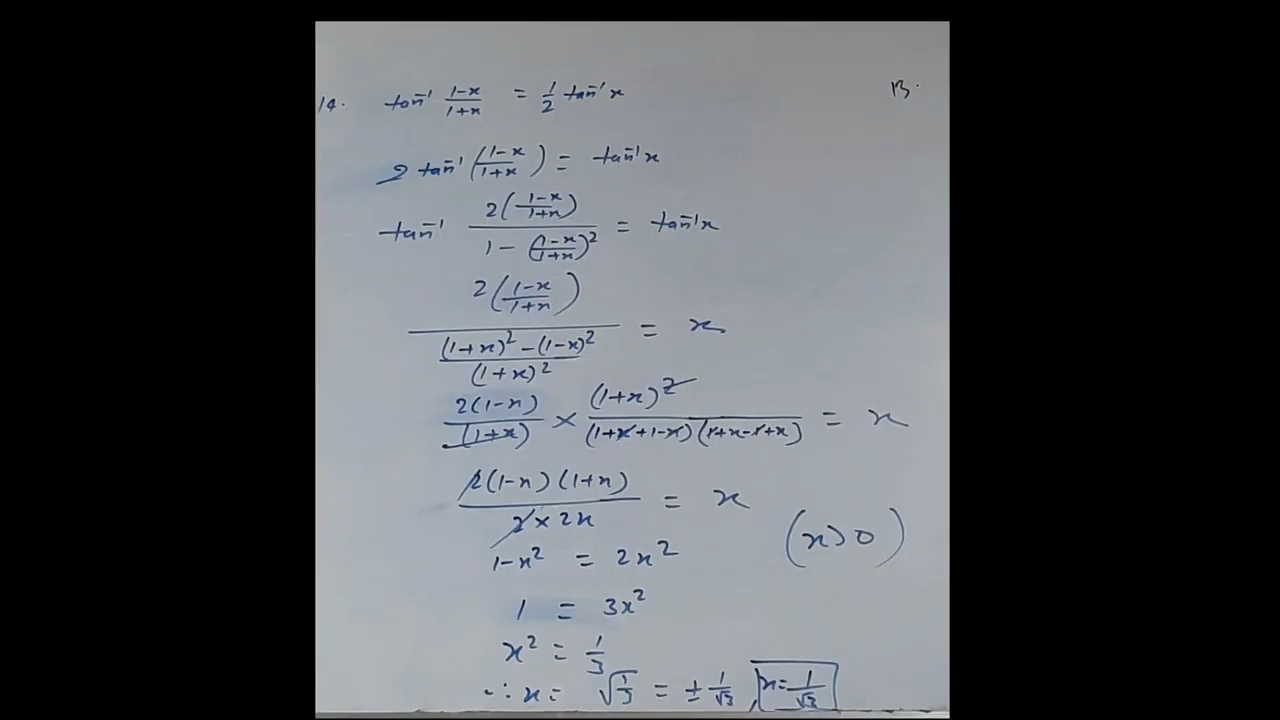 14. tan⁻¹ (1-x)/(1+x) = 1/2 tan⁻¹x
13.
2 tan⁻¹ ((1-x)/(1+x)) = tan⁻¹x
tan⁻¹ 2((1-x)/(1+x)) / (1 - ((1-x)/(1+x))²) = tan⁻¹x
2((1-x)/(1+x)) / (((1+x)² - (1-x)²)/(1+x)²) = x
2(1-x)/(1+x) × (1+x)²/((1+x+1-x)(1+x-1+x)) = x
2(1-x)(1+x)/(2×2x) = x
(x>0)
1-x² = 2x²
1 = 3x²
x² = 1/3
∴ x = √(1/3) = ± 1/√3, x = 1/√3